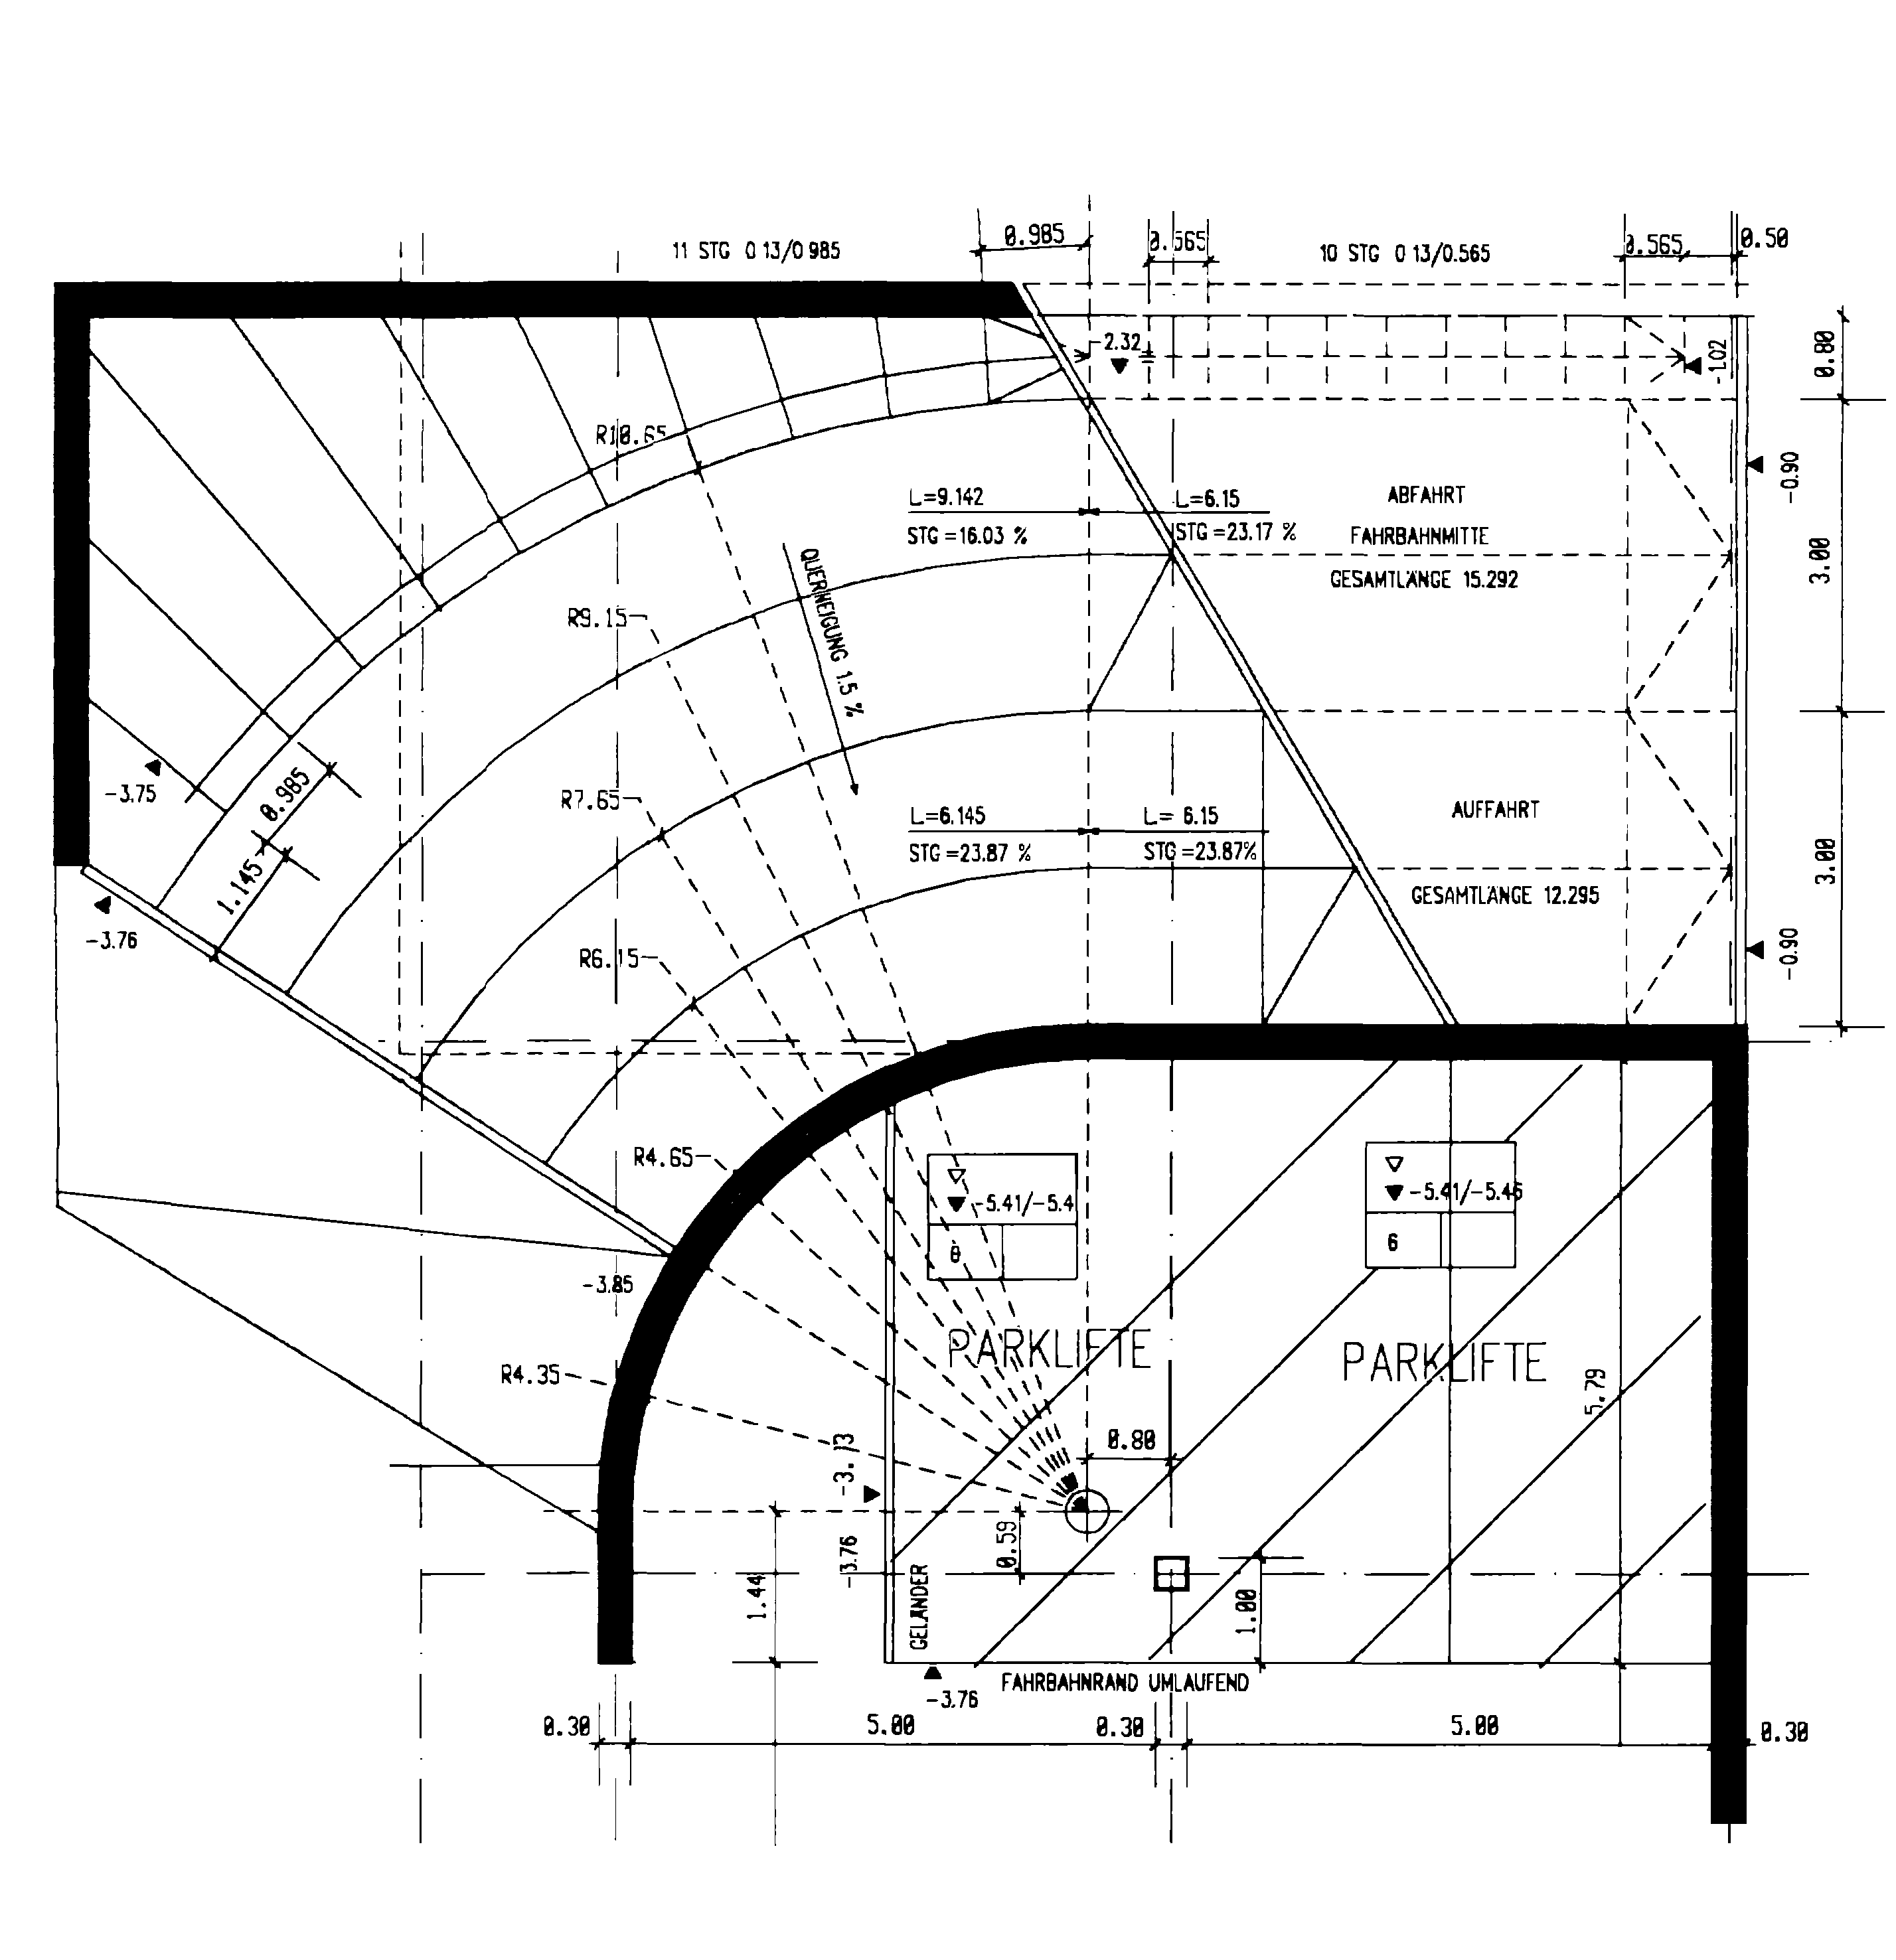 0.985
0.565
0.565
0.50
11 STG 0 13/0 985
10 STG 0 13/0.565
-2.32
1.02
0.80
R10.65
L=9.142
STG =16.03 %
L=6.15
STG =23.17 %
ABFAHRT
FAHRBAHNMITTE
GESAMTLÄNGE 15.292
-0.90
3.00
QUERNEIGUNG 1.5 %
R9.15
-3.75
0.985
1.145
R7.65
L=6.145
STG =23.87 %
L= 6.15
STG =23.87%
AUFFAHRT
GESAMTLÄNGE 12.295
3.00
-0.90
-3.76
R6.15
R4.65
-5.41/-5.4
-5.41/-5.46
6
-3.85
PARKLIFTE
PARKLIFTE
R4.35
5.79
0.80
-3.76
0.59
1.44
GELÄNDER
1.00
-3.76
FAHRBAHNRAND UMLAUFEND
0.30
5.00
0.30
5.00
0.30